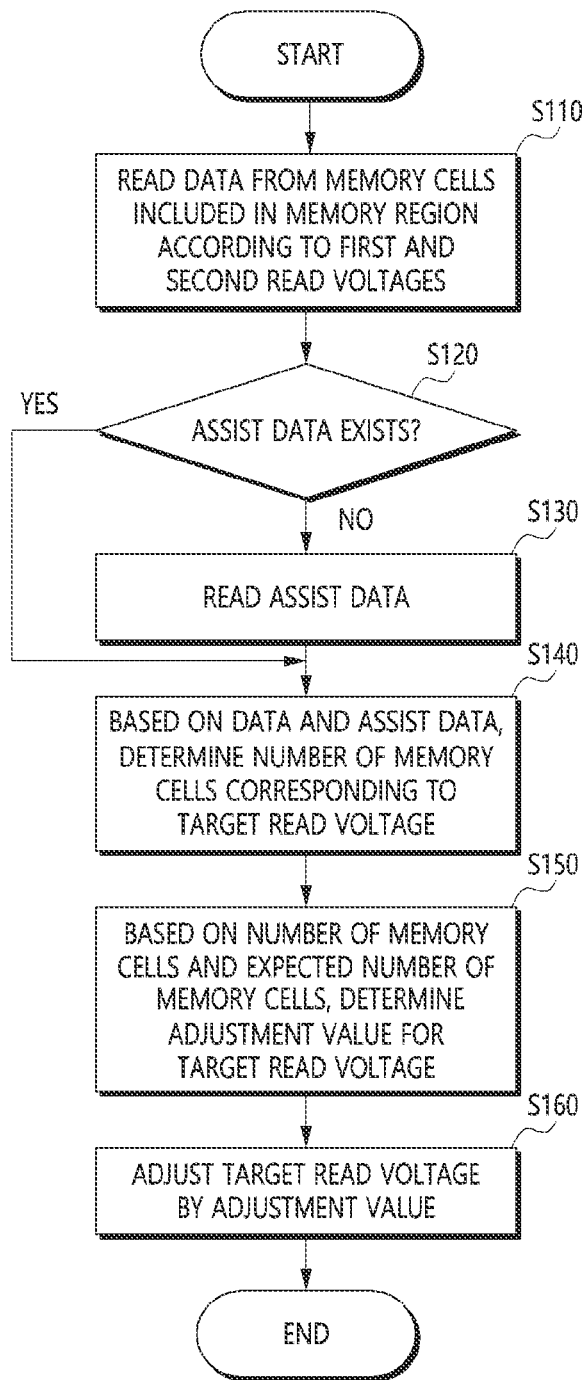 START
S110
READ DATA FROM MEMORY CELLS
INCLUDED IN MEMORY REGION
ACCORDING TO FIRST AND
SECOND READ VOLTAGES
S120
YES
ASSIST DATA EXISTS?
NO
S130
READ ASSIST DATA
S140
BASED ON DATA AND ASSIST DATA,
DETERMINE NUMBER OF MEMORY
CELLS CORRESPONDING TO
TARGET READ VOLTAGE
S150
BASED ON NUMBER OF MEMORY
CELLS AND EXPECTED NUMBER OF
MEMORY CELLS, DETERMINE
ADJUSTMENT VALUE FOR
TARGET READ VOLTAGE
S160
ADJUST TARGET READ VOLTAGE
BY ADJUSTMENT VALUE
END